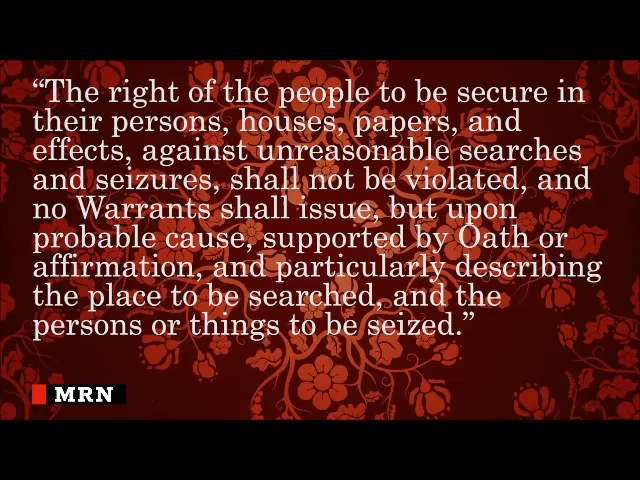 “The right of the people to be secure in
their persons, houses, papers, and
effects, against unreasonable searches
and seizures, shall not be violated, and
no Warrants shall issue, but upon
probable cause, supported by Oath or
affirmation, and particularly describing
the place to be searched, and the
persons or things to be seized.”
MRN